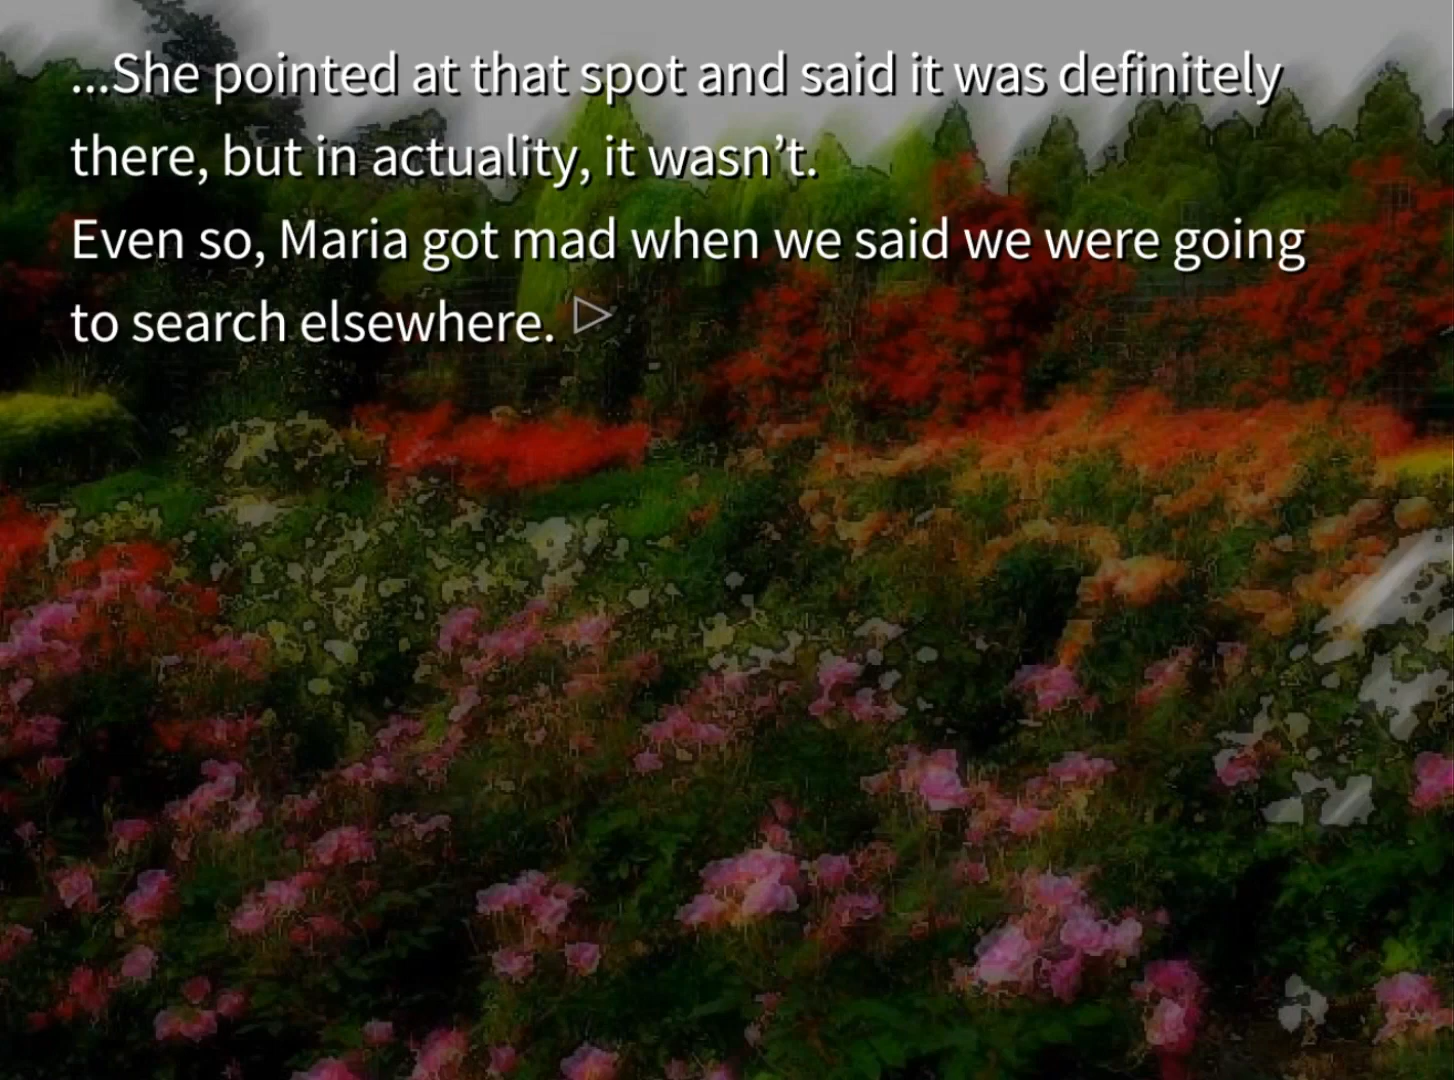 ...She pointed at that spot and said it was definitely
there, but in actuality, it wasn’t.
Even so, Maria got mad when we said we were going
to search elsewhere.